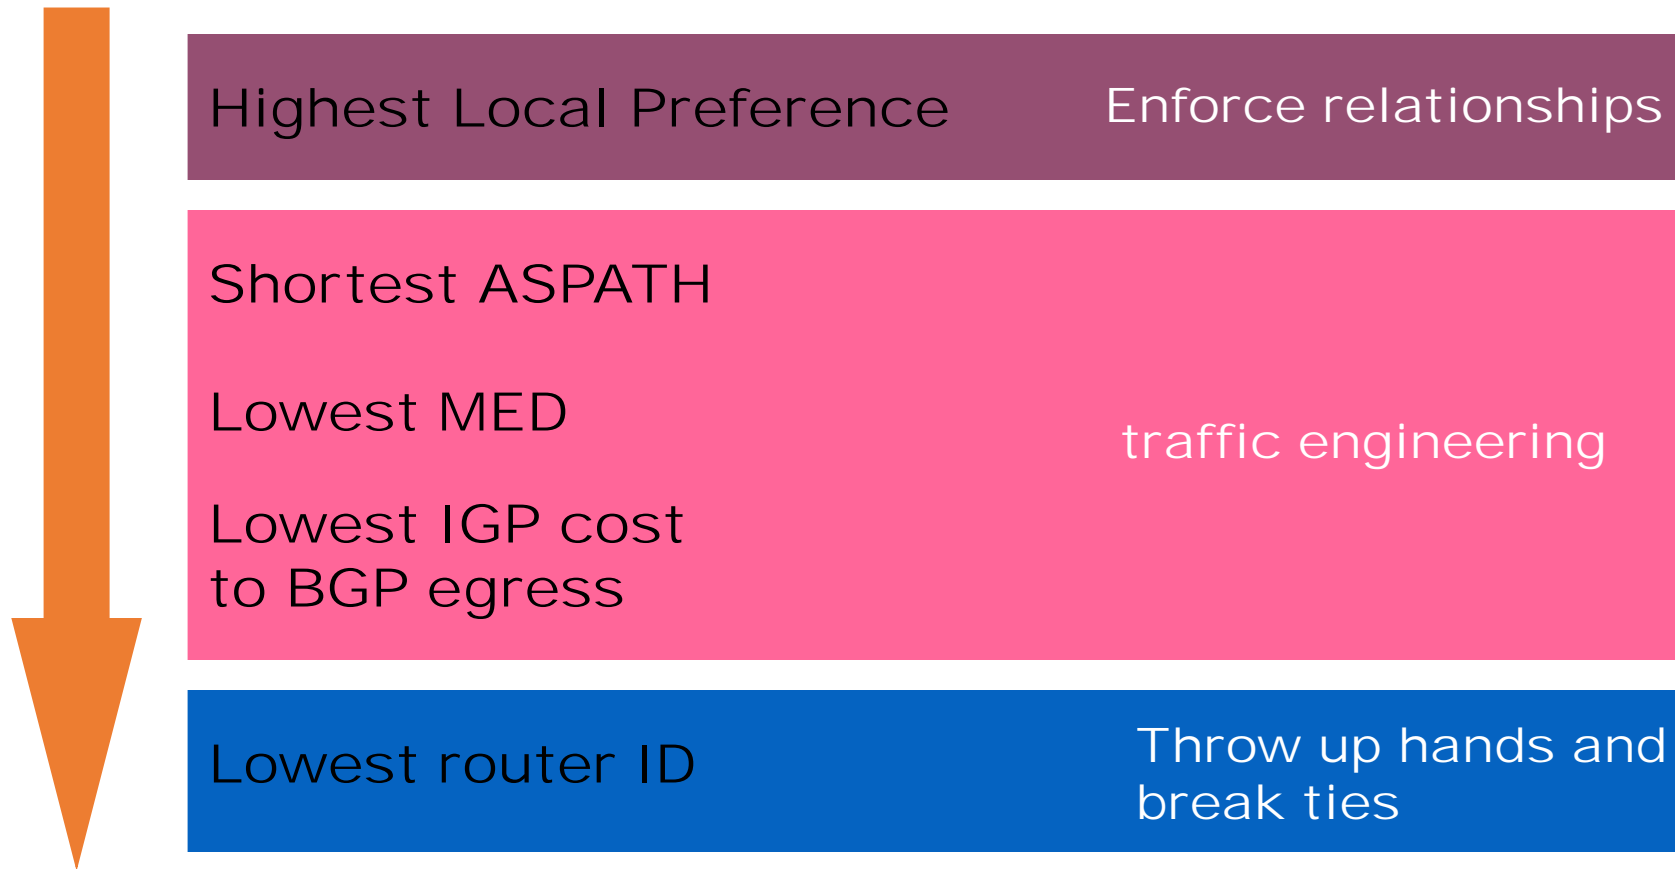 Highest Local Preference
Enforce relationships
Shortest ASPATH
Lowest MED
traffic engineering
Lowest IGP cost
to BGP egress
Lowest router ID
Throw up hands and
break ties